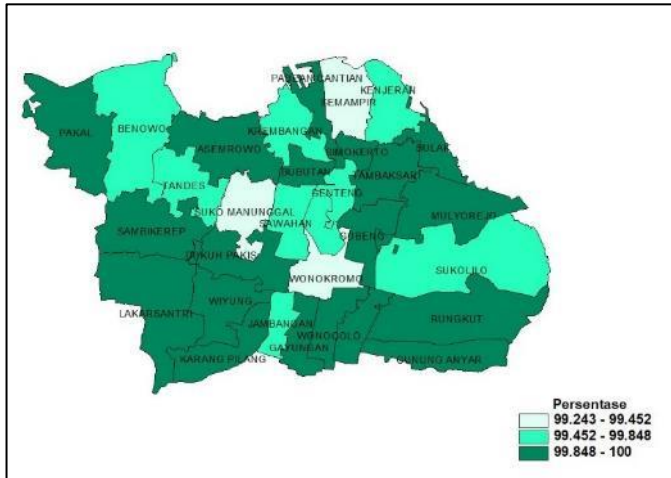 PABEAN CANTIAN
KENJERAN
SEMAMPIR
PAKAL
BENOWO
KREMBANGAN
ASEMROWO
SIMOKERTO
BULAK
BUBUTAN
TAMBAKSARI
TANDES
GENTENG
SUKO MANUNGGAL
MULYOREJO
SAWAHAN
SAMBIKEREP
GUBENG
DUKUH PAKIS
SUKOLILO
WONOKROMO
WIYUNG
LAKARSANTRI
JAMBANGAN
RUNGKUT
WONOCOLO
GAYUNGAN
KARANG PILANG
GUNUNG ANYAR
Persentase
99.243 - 99.452
99.452 - 99.848
99.848 - 100